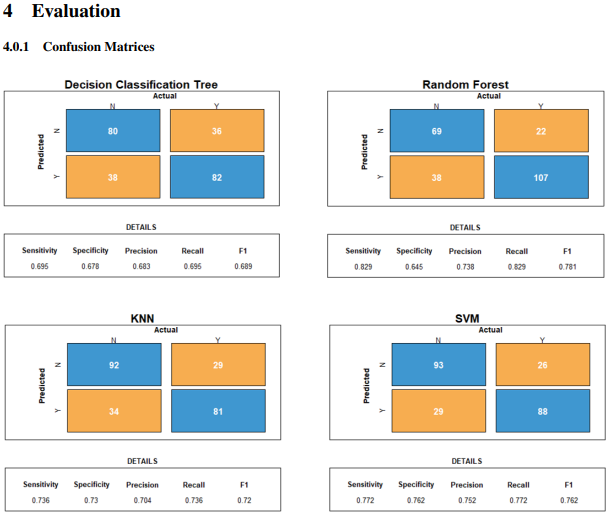 4 Evaluation
4.0.1 Confusion Matrices
Decision Classification Tree
Actual
N Y
Predicted
N 80 36
Y 38 82
DETAILS
Sensitivity Specificity Precision Recall F1
0.695 0.678 0.683 0.695 0.689
Random Forest
Actual
N Y
Predicted
N 69 22
Y 38 107
DETAILS
Sensitivity Specificity Precision Recall F1
0.829 0.645 0.738 0.829 0.781
KNN
Actual
N Y
Predicted
N 92 29
Y 34 81
DETAILS
Sensitivity Specificity Precision Recall F1
0.736 0.73 0.704 0.736 0.72
SVM
Actual
N Y
Predicted
N 93 26
Y 29 88
DETAILS
Sensitivity Specificity Precision Recall F1
0.772 0.762 0.752 0.772 0.762